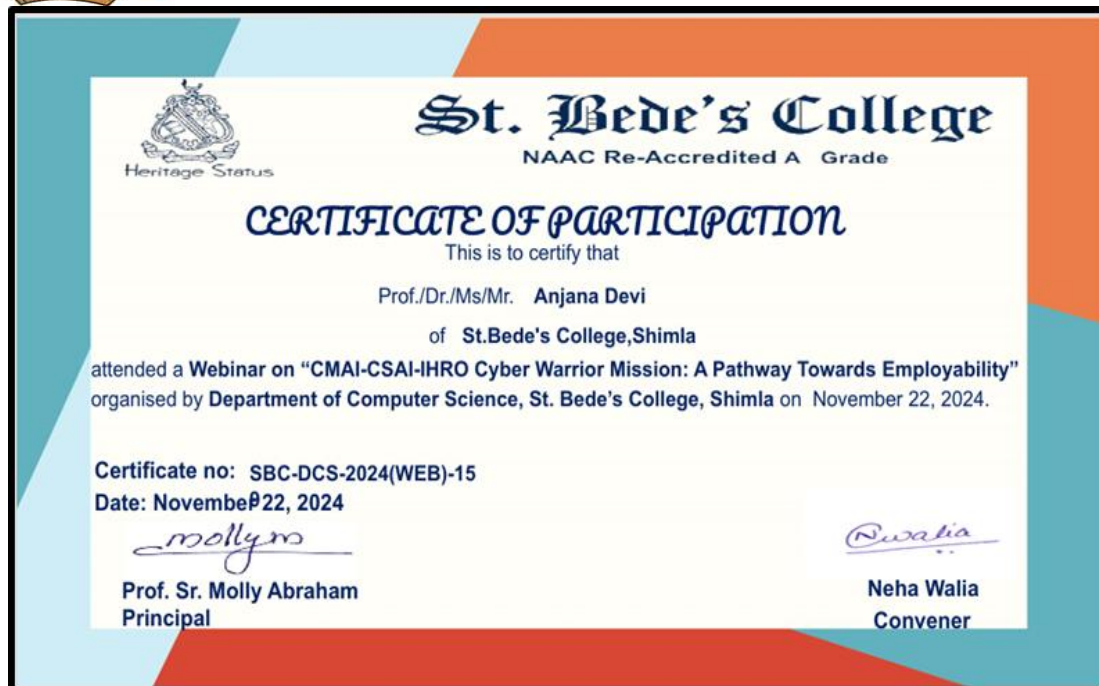 St. Bede's College
NAAC Re-Accredited A Grade
Heritage Status
CERTIFICATE OF PARTICIPATION
This is to certify that
Prof./Dr./Ms/Mr. Anjana Devi
of St.Bede's College,Shimla
attended a Webinar on “CMAI-CSAI-IHRO Cyber Warrior Mission: A Pathway Towards Employability”
organised by Department of Computer Science, St. Bede's College, Shimla on November 22, 2024.
Certificate no: SBC-DCS-2024(WEB)-15
Date: November 22, 2024
mollym
Nwalia
Prof. Sr. Molly Abraham
Principal
Neha Walia
Convener